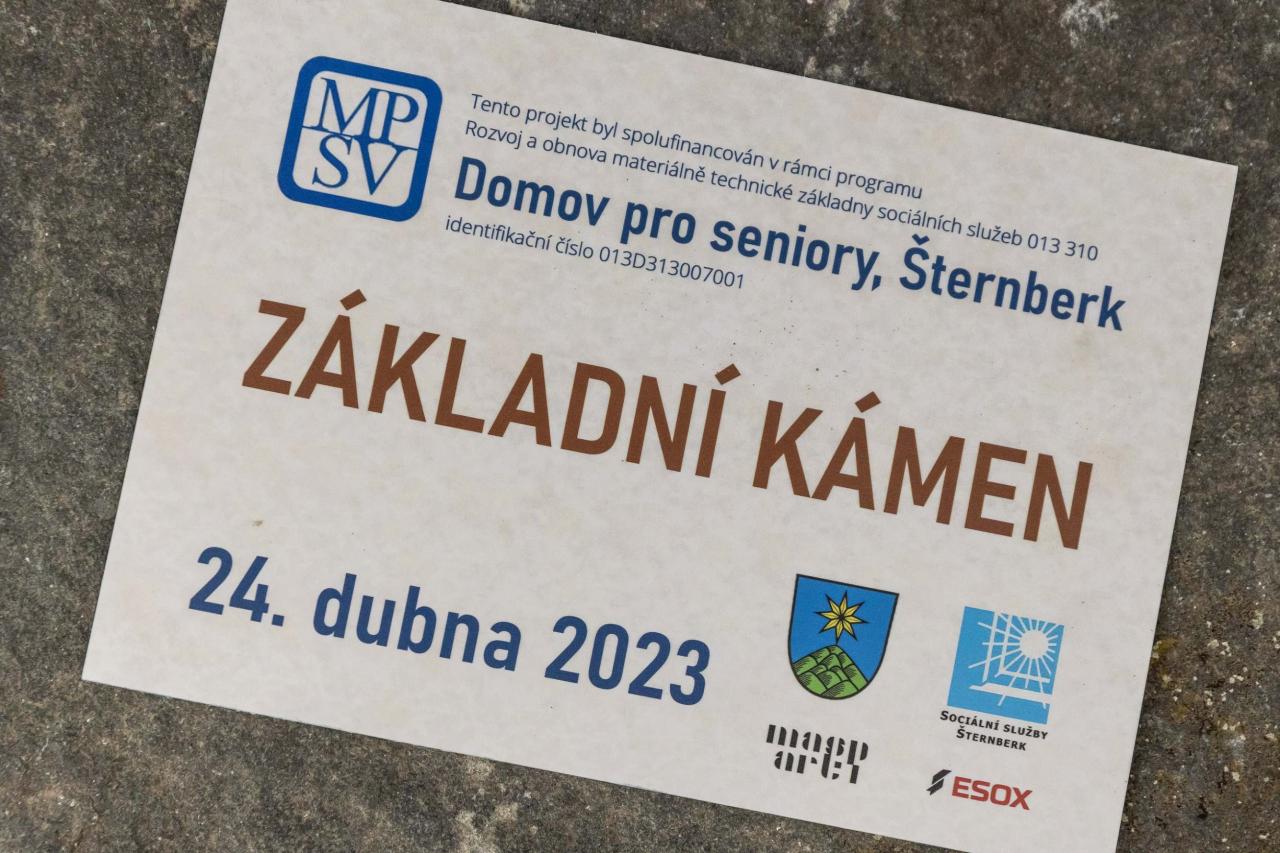 MP
SV
Tento projekt byl spolufinancován v rámci programu
Rozvoj a obnova materiálně technické základny sociálních služeb 013 310
Domov pro seniory, Šternberk
identifikační číslo 013D313007001
ZÁKLADNÍ KÁMEN
24. dubna 2023
SOCIÁLNÍ SLUŽBY
ŠTERNBERK
ESOX